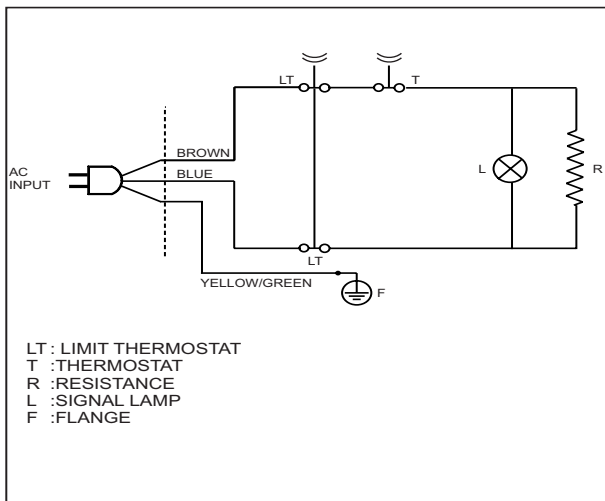 LT
T
BROWN
AC
INPUT
BLUE
L
R
LT
YELLOW/GREEN
F
LT : LIMIT THERMOSTAT
T :THERMOSTAT
R :RESISTANCE
L :SIGNAL LAMP
F :FLANGE